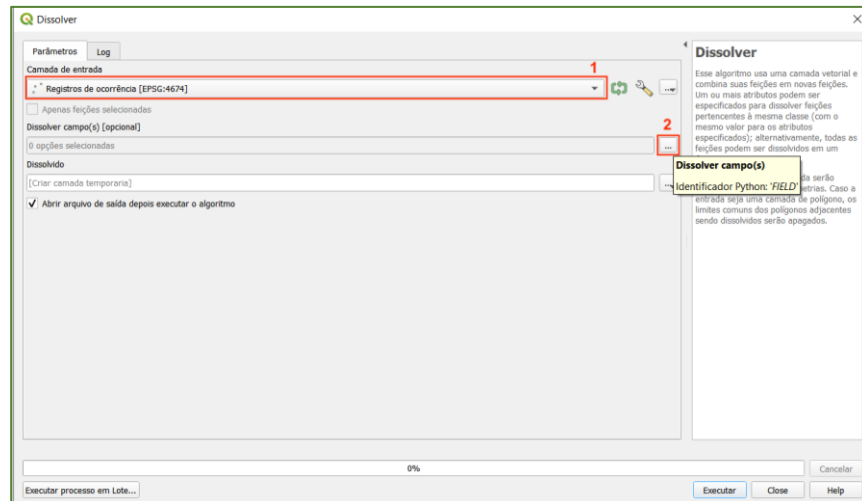 Dissolver
Parâmetros
Log
Camada de entrada
1
Registros de ocorrência [EPSG:4674]
...
Apenas feições selecionadas
Dissolver campo(s) [opcional]
2
0 opções selecionadas
...
Dissolvido
[Criar camada temporaria]
Abrir arquivo de saída depois executar o algoritmo
Dissolver
Esse algoritmo usa uma camada vetorial e
combina suas feições em novas feições.
Um ou mais atributos podem ser
especificados para dissolver feições
pertencentes à mesma classe (com o
mesmo valor para os atributos
especificados); alternativamente, todas as
feições podem ser dissolvidos em um
Dissolver campo(s)
Identificador Python: 'FIELD'
da serão
etrias. Caso a
entrada seja uma camada de polígono, os
limites comuns dos polígonos adjacentes
sendo dissolvidos serão apagados.
0%
Cancelar
Executar processo em Lote...
Executar
Close
Help